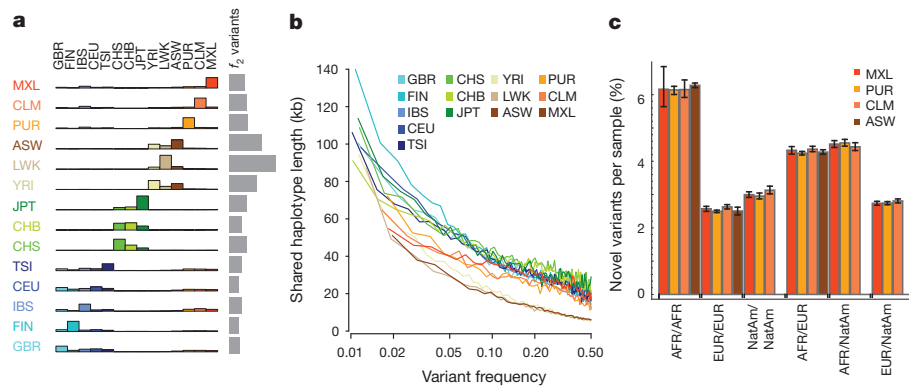 a
GBR
FIN
IBS
CEU
TSI
CHS
CHB
JPT
YRI
LWK
ASW
PUR
CLM
MXL
f2 variants
MXL
CLM
PUR
ASW
LWK
YRI
JPT
CHB
CHS
TSI
CEU
IBS
FIN
GBR
b
140
120
100
80
60
40
20
0
Shared haplotype length (kb)
GBR CHS YRI PUR
FIN CHB LWK CLM
IBS JPT ASW MXL
CEU
TSI
0.01 0.02 0.05 0.10 0.20 0.50
Variant frequency
c
6
4
2
0
Novel variants per sample (%)
MXL
PUR
CLM
ASW
AFR/AFR
EUR/EUR
NatAm/
NatAm
AFR/EUR
AFR/NatAm
EUR/NatAm